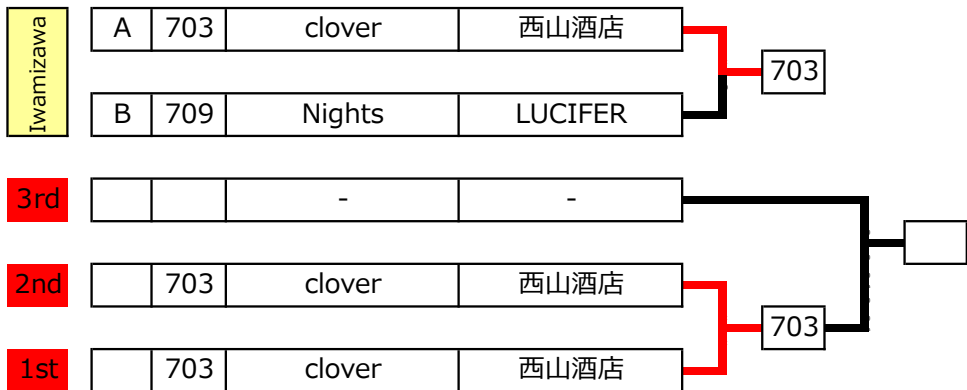 Iwamizawa
A 703 clover 西山酒店
703
B 709 Nights LUCIFER
3rd - -
2nd 703 clover 西山酒店
703
1st 703 clover 西山酒店